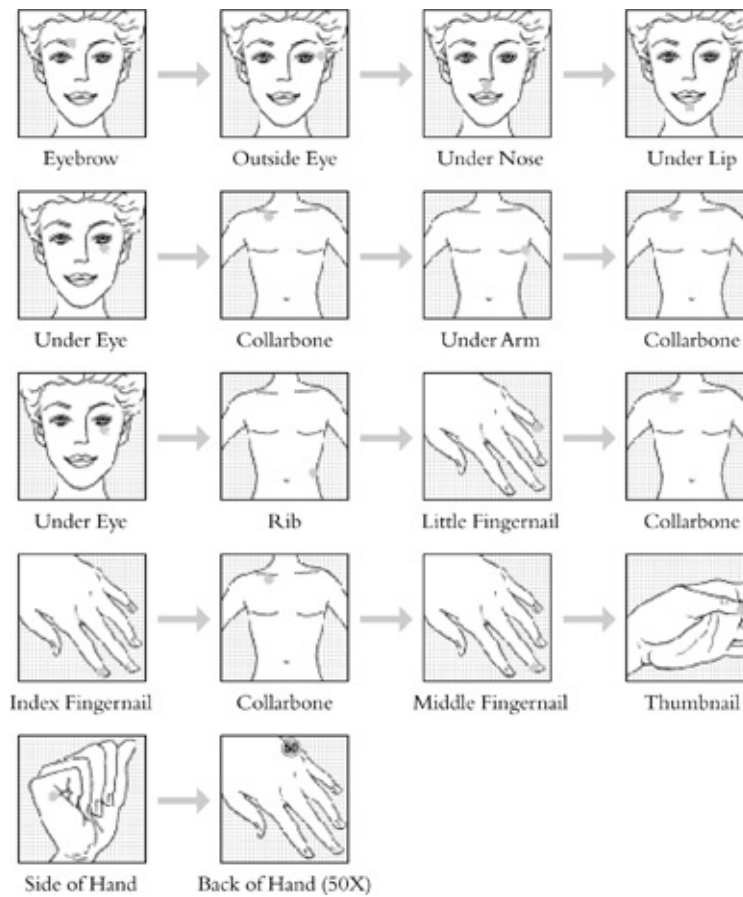 Eyebrow Outside Eye Under Nose Under Lip
Under Eye Collarbone Under Arm Collarbone
Under Eye Rib Little Fingernail Collarbone
Index Fingernail Collarbone Middle Fingernail Thumbnail
50
Side of Hand Back of Hand (50X)